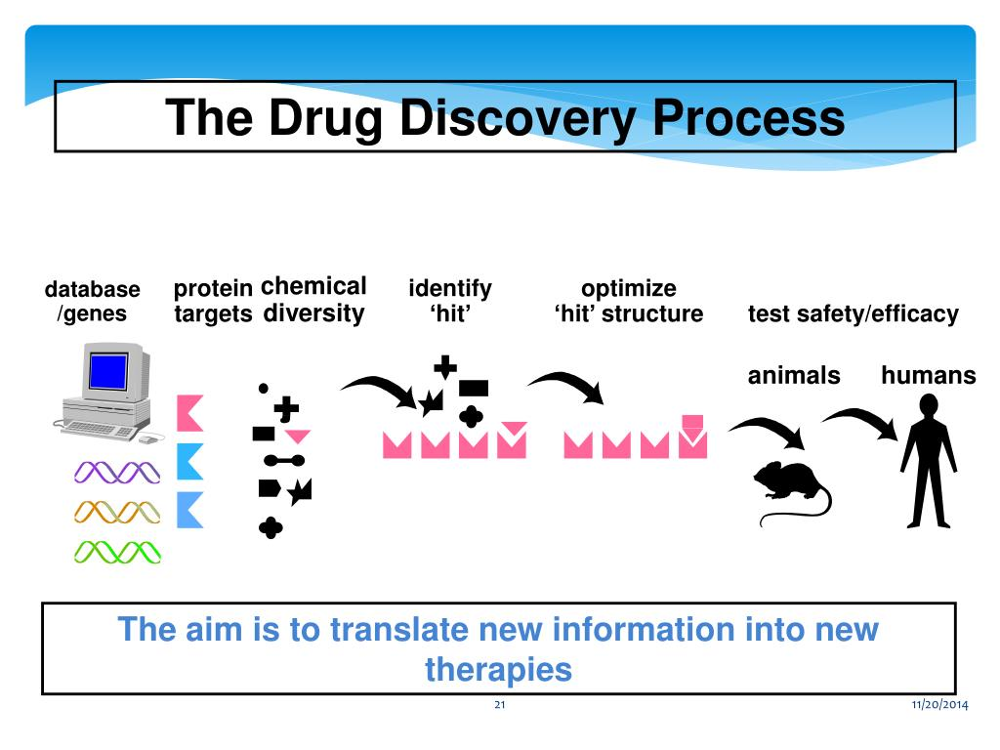 The Drug Discovery Process
database
/genes
protein
targets
chemical
diversity
identify
‘hit’
optimize
‘hit’ structure
test safety/efficacy
animals
humans
The aim is to translate new information into new
therapies
21
11/20/2014